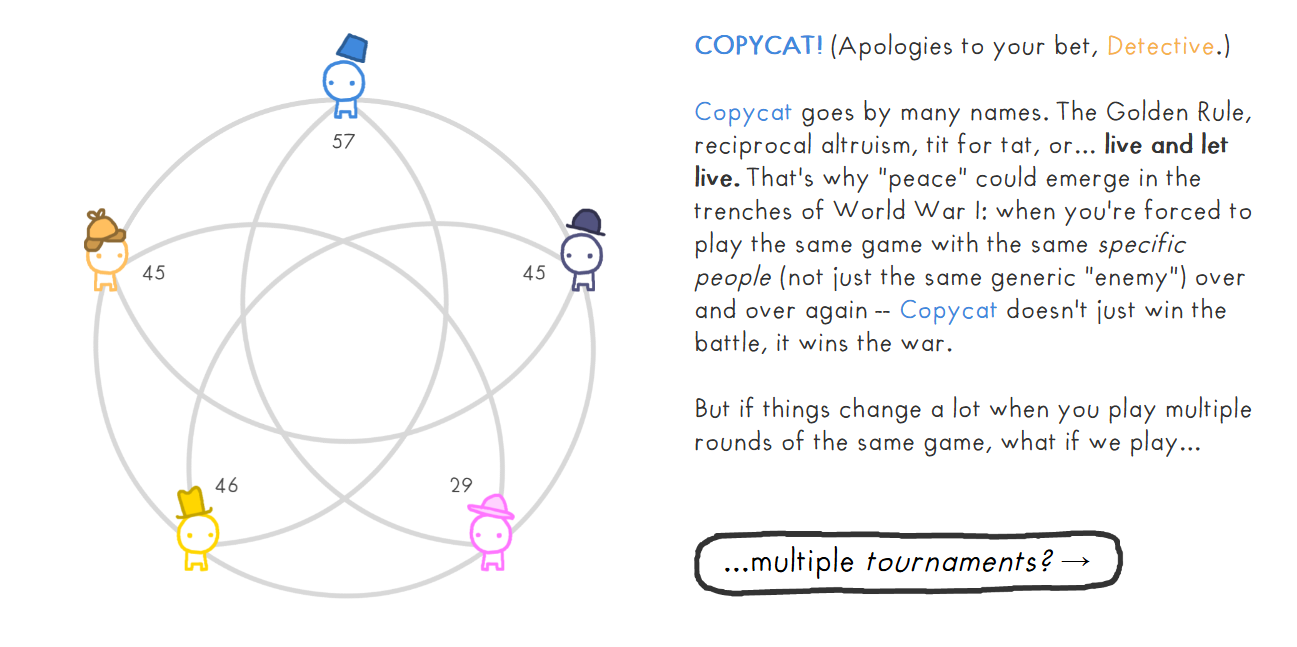 COPYCAT! (Apologies to your bet, Detective.)
Copycat goes by many names. The Golden Rule,
reciprocal altruism, tit for tat, or... live and let
live. That's why "peace" could emerge in the
trenches of World War I: when you're forced to
play the same game with the same specific
people (not just the same generic "enemy") over
and over again -- Copycat doesn't just win the
battle, it wins the war.
But if things change a lot when you play multiple
rounds of the same game, what if we play...
...multiple tournaments? →
57
45
45
46
29